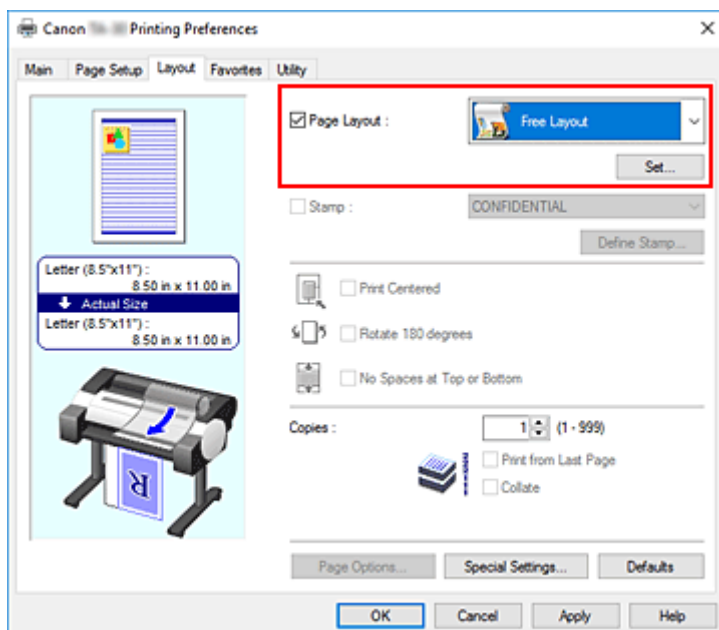 Canon Printing Preferences
Main Page Setup Layout Favorites Utility
Page Layout : Free Layout
Set...
Stamp : CONFIDENTIAL
Define Stamp...
Letter (8.5"x11") :
8.50 in x 11.00 in
Actual Size
Letter (8.5"x11") :
8.50 in x 11.00 in
Print Centered
Rotate 180 degrees
No Spaces at Top or Bottom
Copies : 1 (1 - 999)
Print from Last Page
Collate
R
Page Options... Special Settings... Defaults
OK Cancel Apply Help